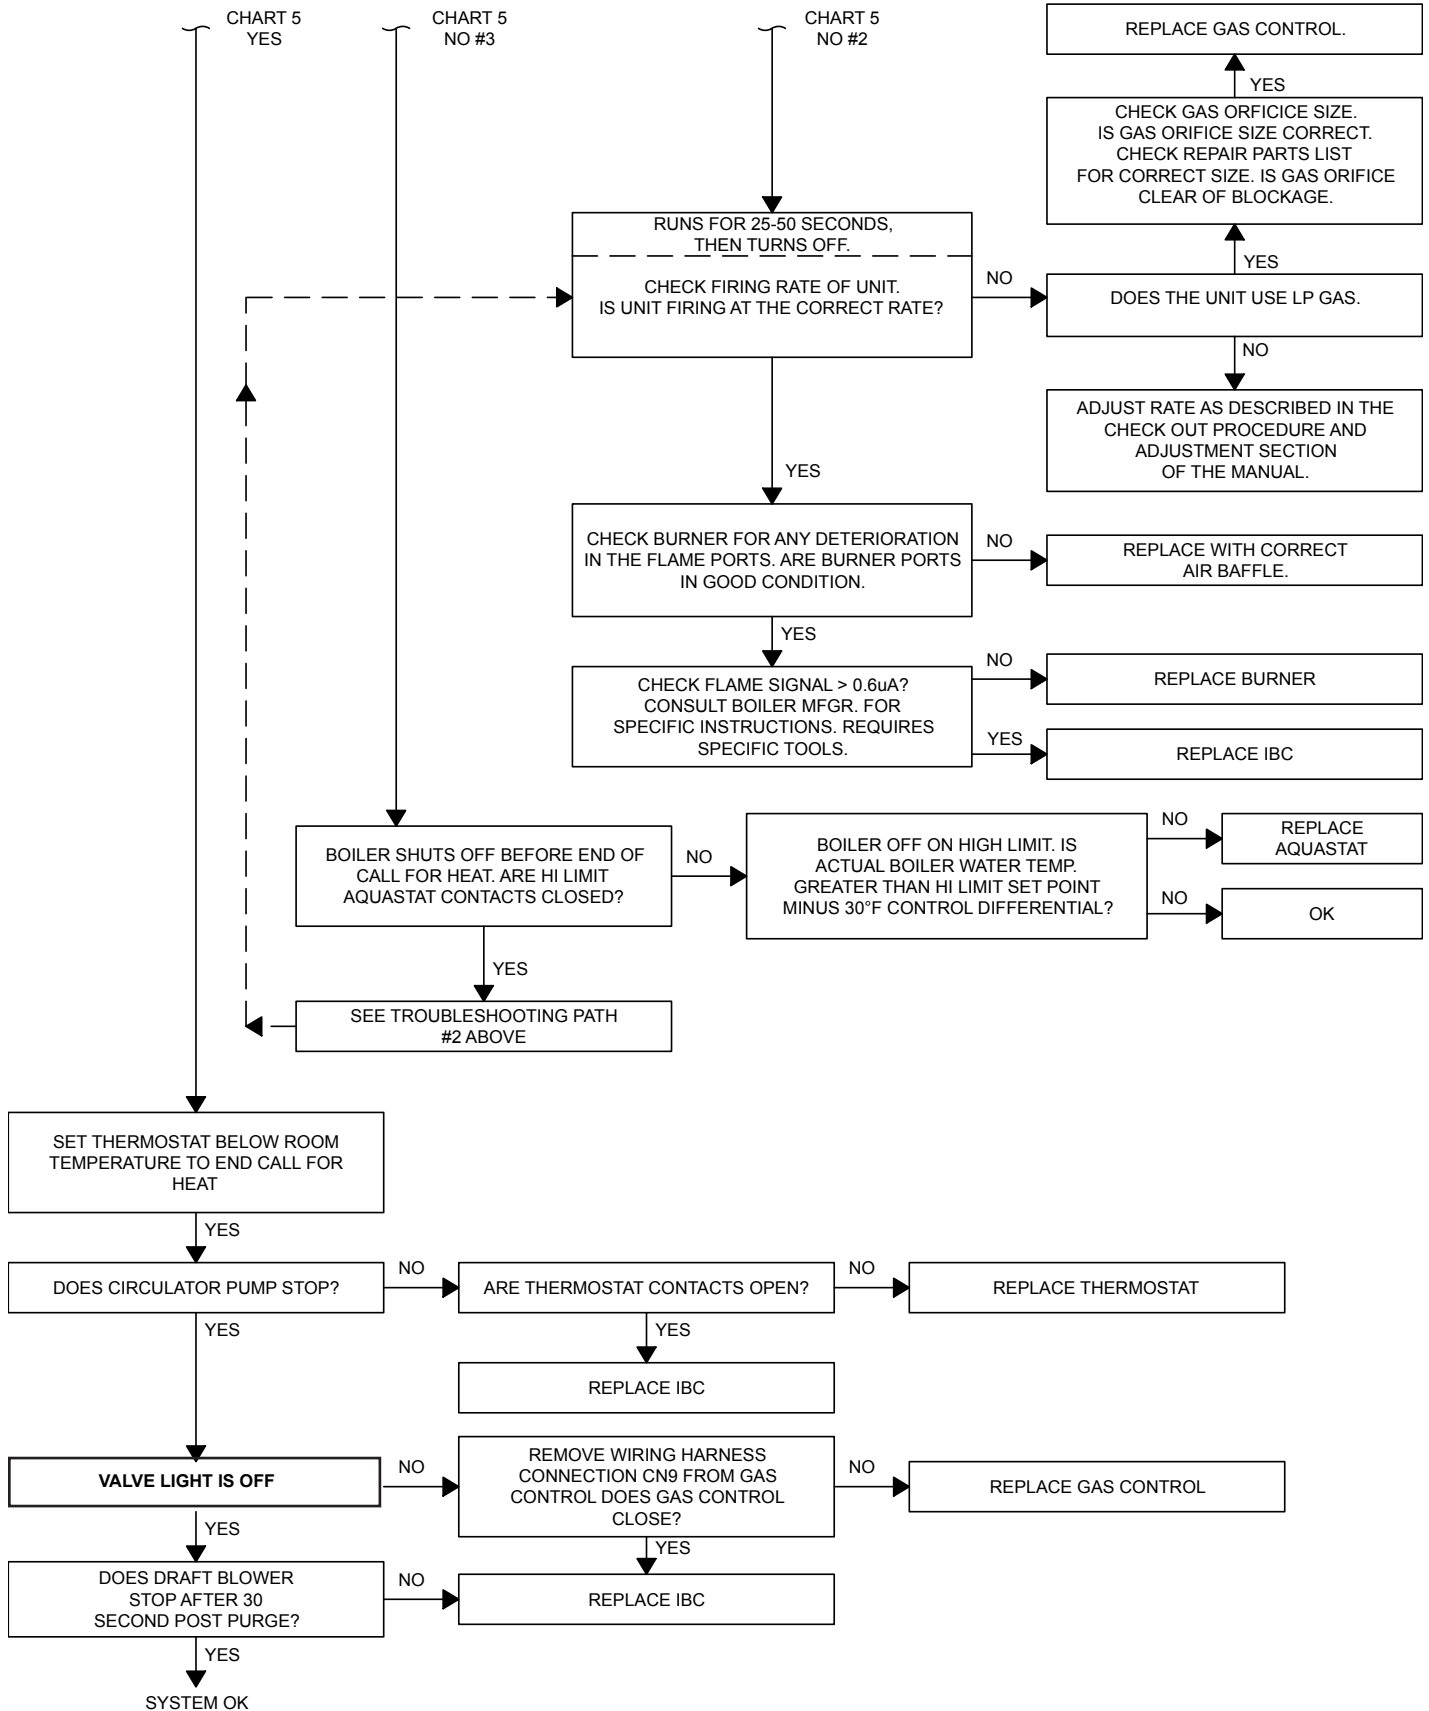 CHART 5
YES
CHART 5
NO #3
CHART 5
NO #2
REPLACE GAS CONTROL.
YES
CHECK GAS ORFICICE SIZE.
IS GAS ORIFICE SIZE CORRECT.
CHECK REPAIR PARTS LIST
FOR CORRECT SIZE. IS GAS ORIFICE
CLEAR OF BLOCKAGE.
YES
RUNS FOR 25-50 SECONDS,
THEN TURNS OFF.
CHECK FIRING RATE OF UNIT.
IS UNIT FIRING AT THE CORRECT RATE?
NO
DOES THE UNIT USE LP GAS.
NO
ADJUST RATE AS DESCRIBED IN THE
CHECK OUT PROCEDURE AND
ADJUSTMENT SECTION
OF THE MANUAL.
YES
CHECK BURNER FOR ANY DETERIORATION
IN THE FLAME PORTS. ARE BURNER PORTS
IN GOOD CONDITION.
NO
REPLACE WITH CORRECT
AIR BAFFLE.
YES
CHECK FLAME SIGNAL > 0.6uA?
CONSULT BOILER MFGR. FOR
SPECIFIC INSTRUCTIONS. REQUIRES
SPECIFIC TOOLS.
NO
REPLACE BURNER
YES
REPLACE IBC
BOILER SHUTS OFF BEFORE END OF
CALL FOR HEAT. ARE HI LIMIT
AQUASTAT CONTACTS CLOSED?
NO
BOILER OFF ON HIGH LIMIT. IS
ACTUAL BOILER WATER TEMP.
GREATER THAN HI LIMIT SET POINT
MINUS 30°F CONTROL DIFFERENTIAL?
NO
REPLACE
AQUASTAT
NO
OK
YES
SEE TROUBLESHOOTING PATH
#2 ABOVE
SET THERMOSTAT BELOW ROOM
TEMPERATURE TO END CALL FOR
HEAT
YES
DOES CIRCULATOR PUMP STOP?
NO
ARE THERMOSTAT CONTACTS OPEN?
NO
REPLACE THERMOSTAT
YES
YES
REPLACE IBC
VALVE LIGHT IS OFF
NO
REMOVE WIRING HARNESS
CONNECTION CN9 FROM GAS
CONTROL DOES GAS CONTROL
CLOSE?
NO
REPLACE GAS CONTROL
YES
YES
DOES DRAFT BLOWER
STOP AFTER 30
SECOND POST PURGE?
NO
REPLACE IBC
YES
SYSTEM OK